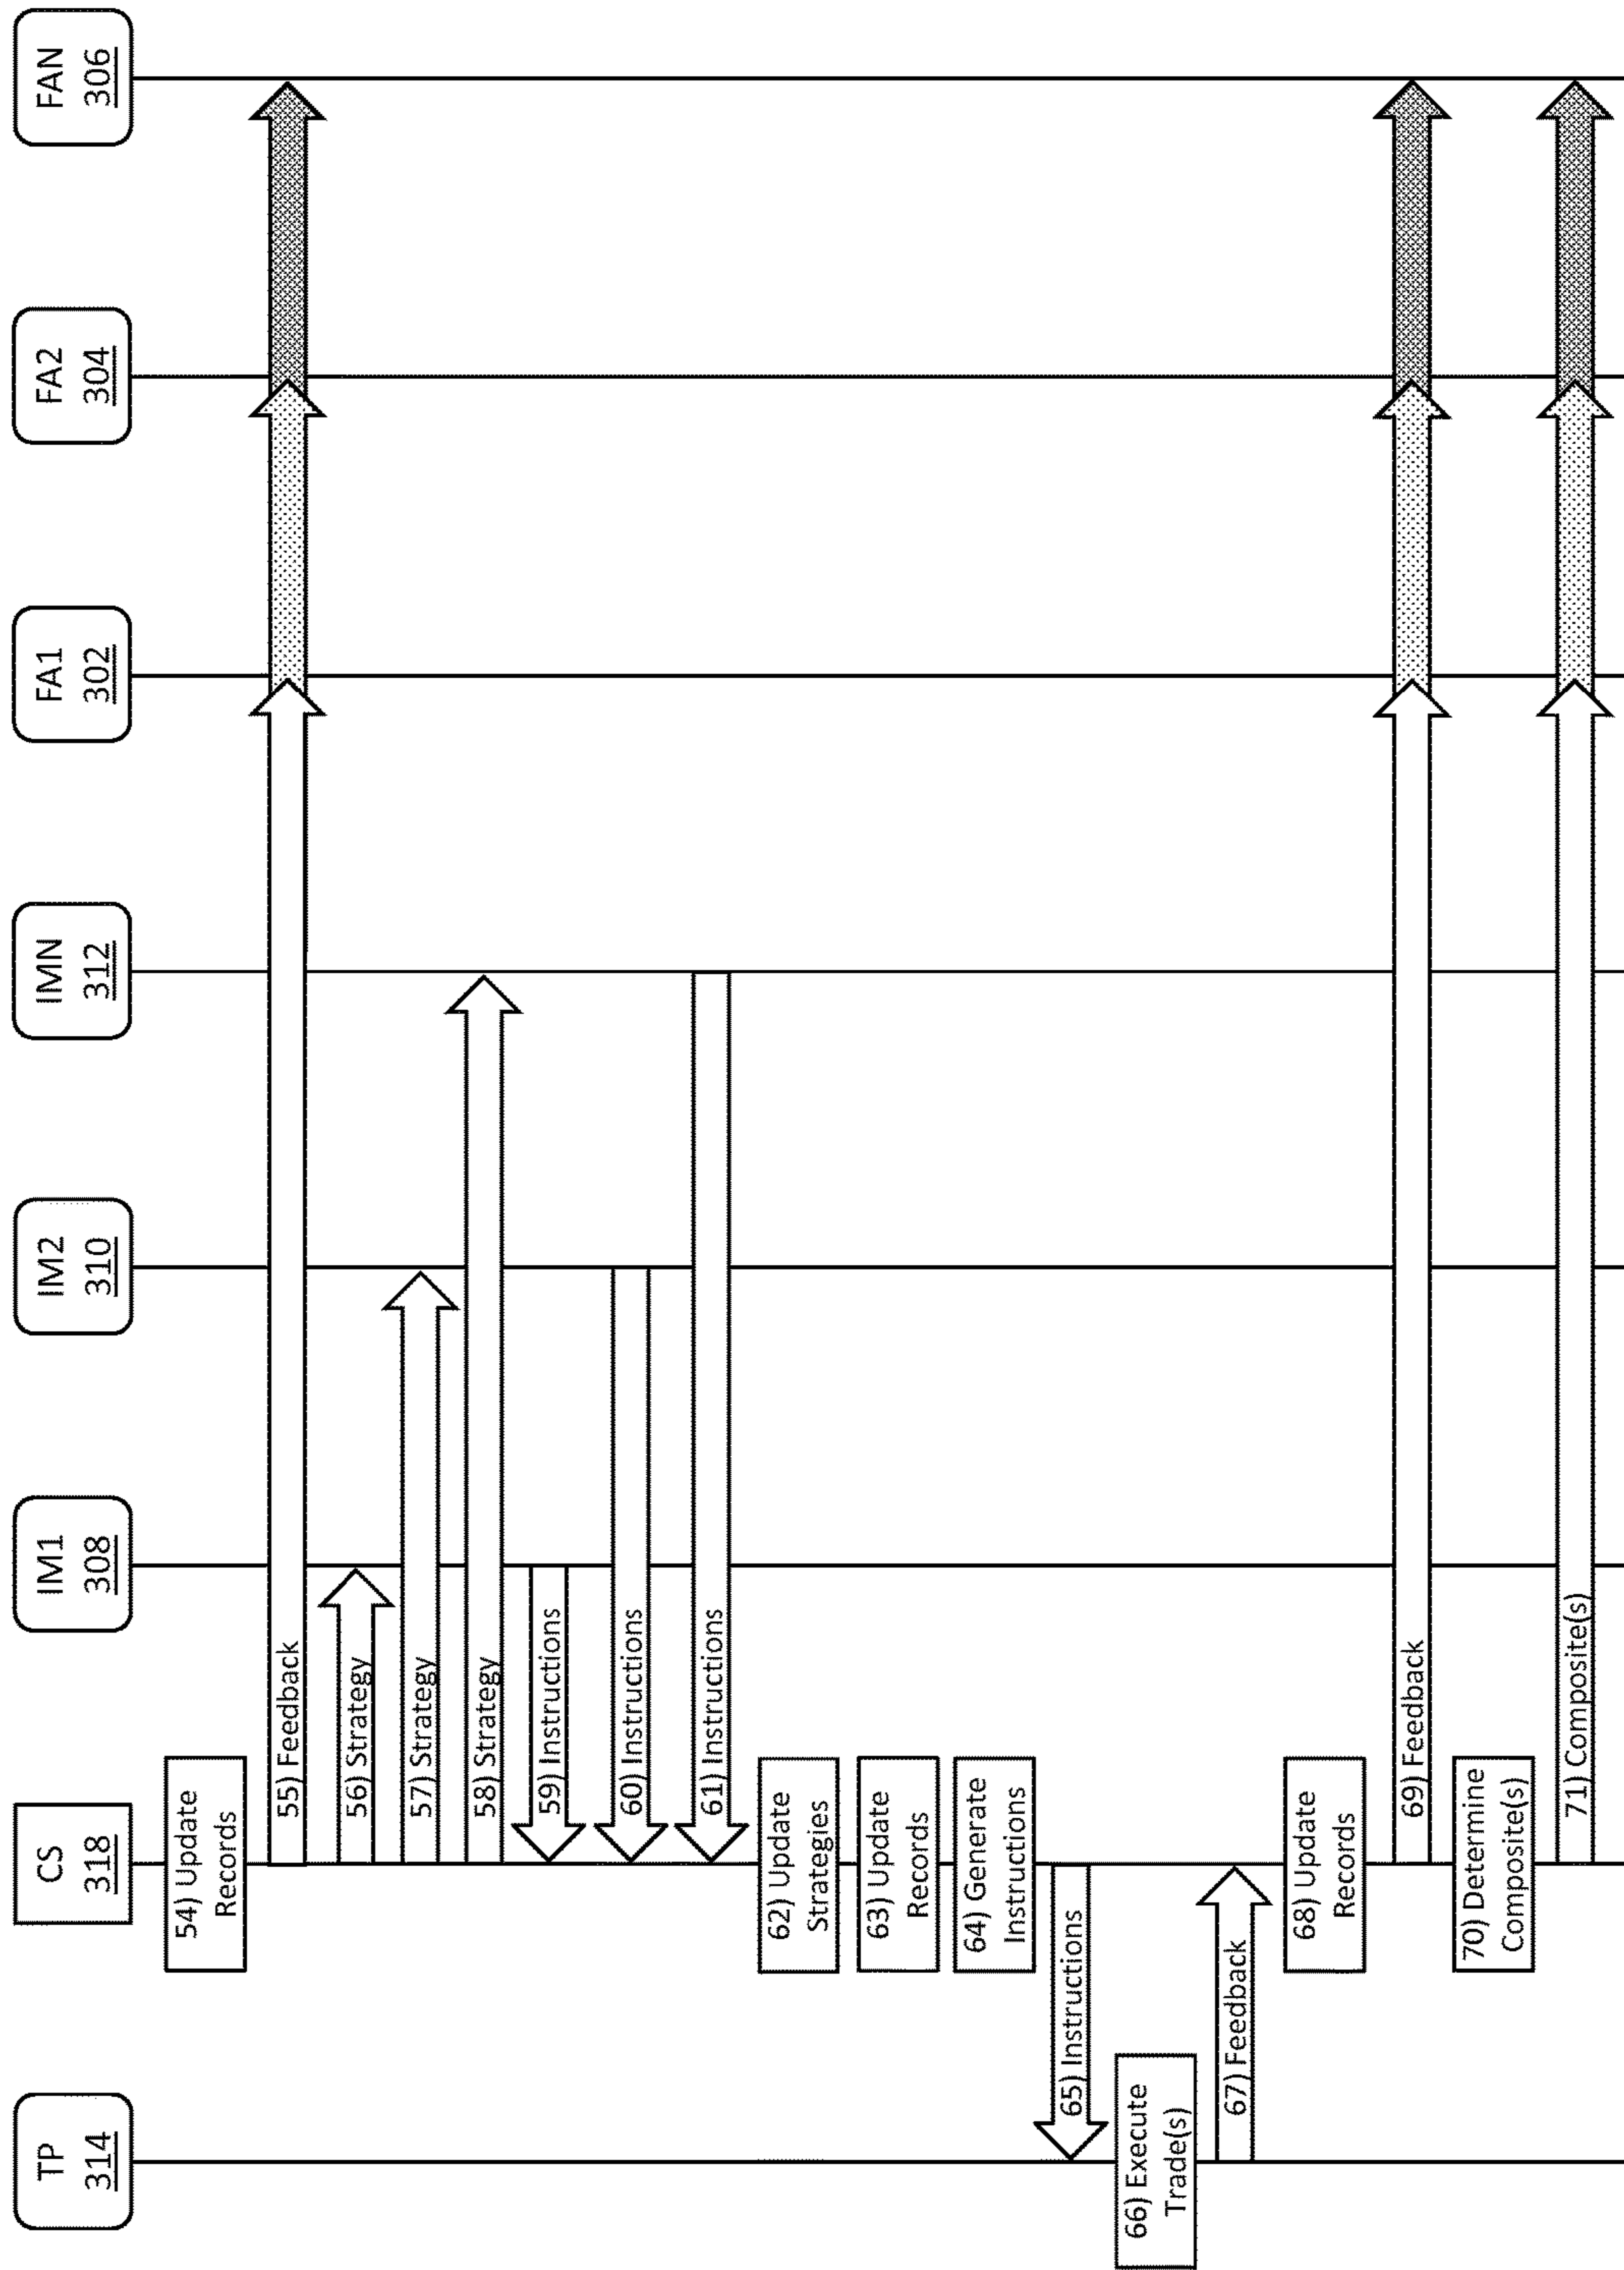 TP
314
CS
318
IM1
308
IM2
310
IMN
312
FA1
302
FA2
304
FAN
306
54) Update
Records
55) Feedback
56) Strategy
57) Strategy
58) Strategy
59) Instructions
60) Instructions
61) Instructions
62) Update
Strategies
63) Update
Records
64) Generate
Instructions
65) Instructions
66) Execute
Trade(s)
67) Feedback
68) Update
Records
69) Feedback
70) Determine
Composite(s)
71) Composite(s)